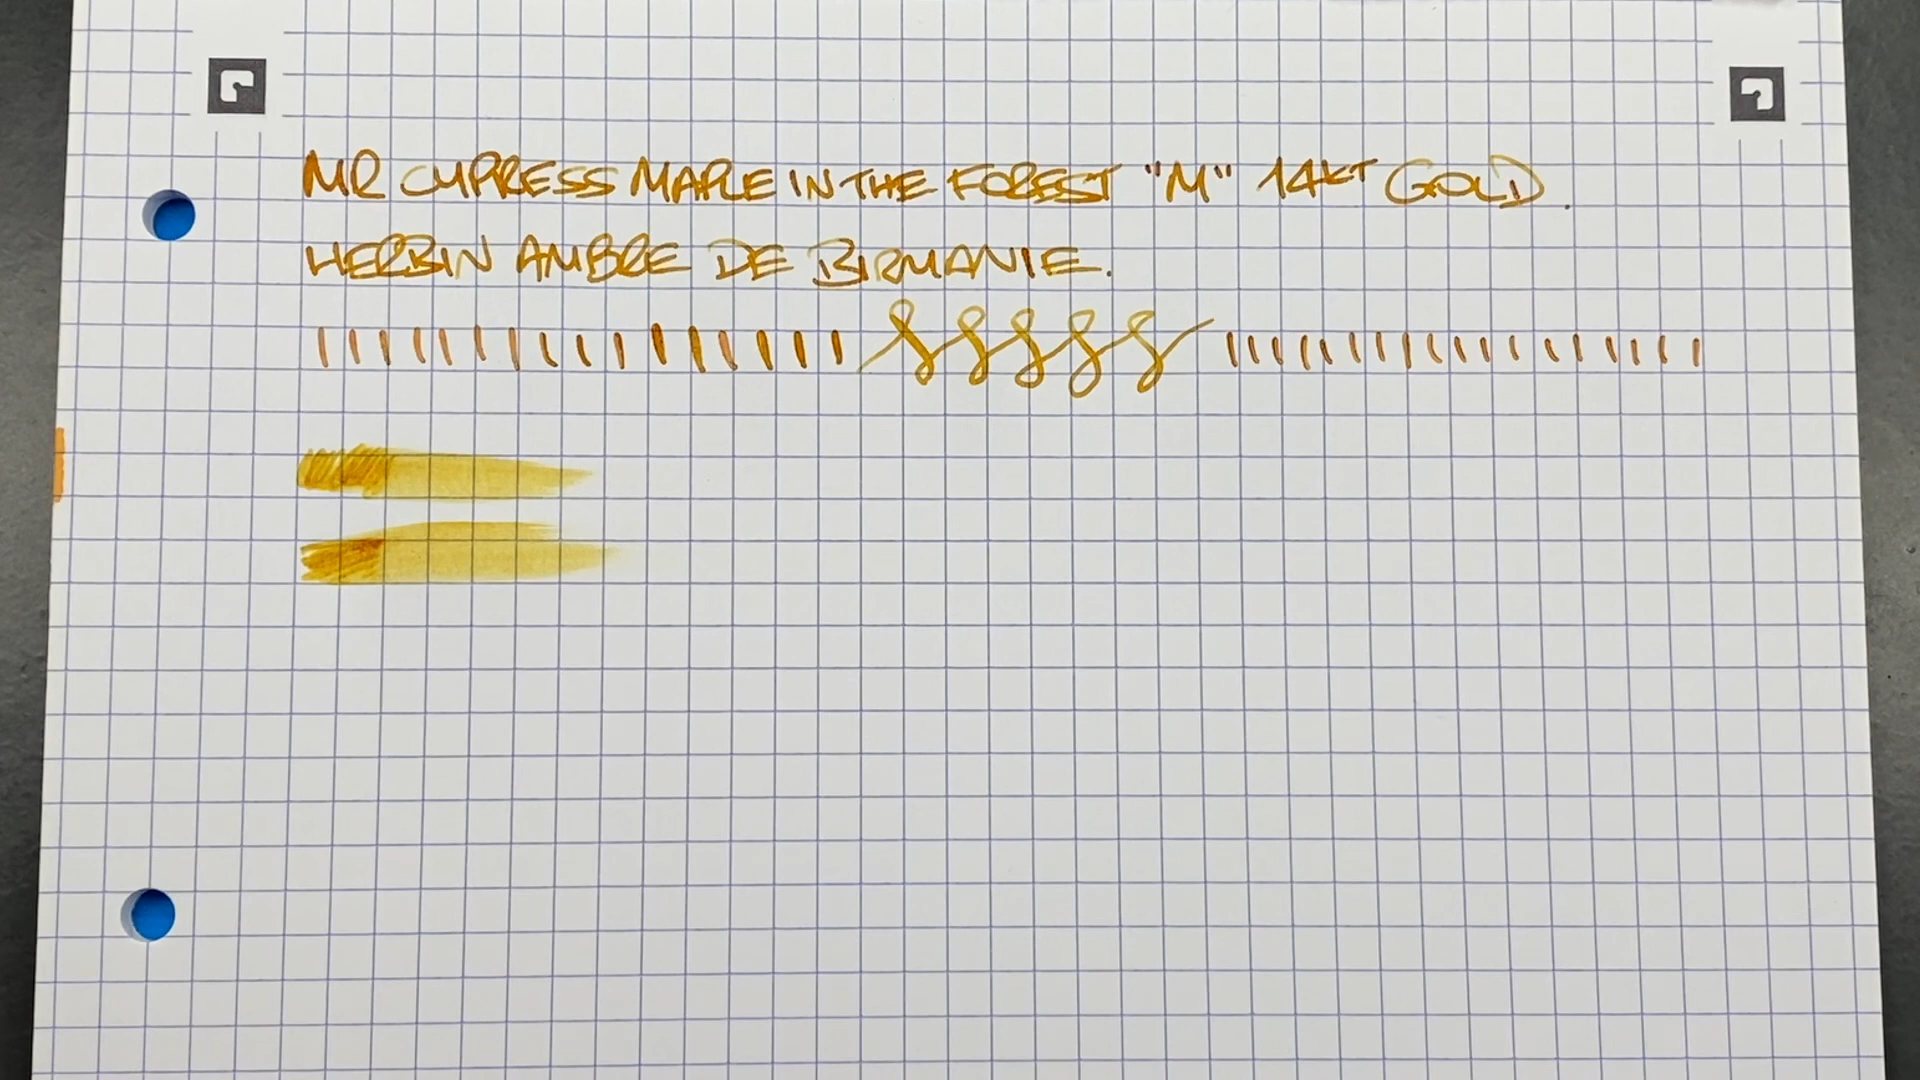 MR CYPRESS MAPLE IN THE FOREST "M" 14KT GOLD.
HERBIN AMBRE DE BIRMANIE.